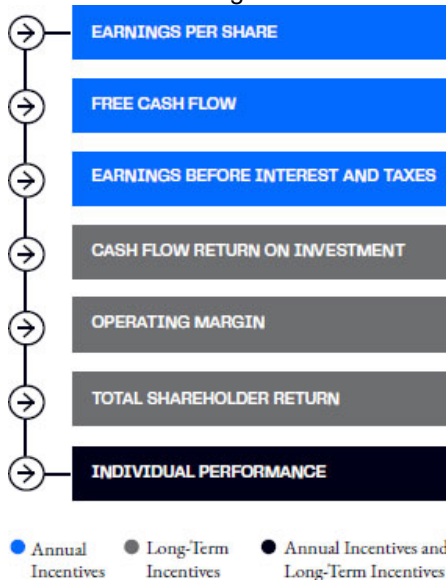 EARNINGS PER SHARE
FREE CASH FLOW
EARNINGS BEFORE INTEREST AND TAXES
CASH FLOW RETURN ON INVESTMENT
OPERATING MARGIN
TOTAL SHAREHOLDER RETURN
INDIVIDUAL PERFORMANCE
Annual Incentives
Long-Term Incentives
Annual Incentives and Long-Term Incentives